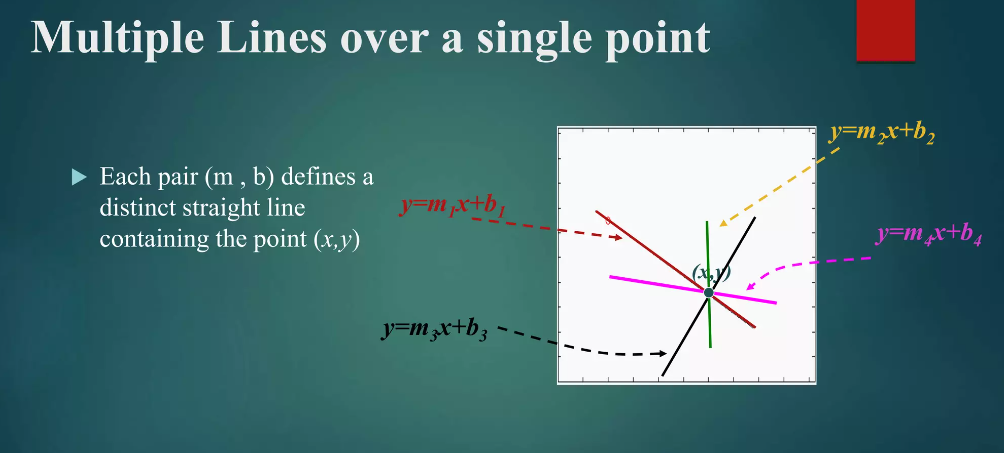 Multiple Lines over a single point
Each pair (m , b) defines a
distinct straight line
containing the point (x,y)
y=m₁x+b₁
y=m₂x+b₂
y=m₄x+b₄
(x,y)
y=m₃x+b₃